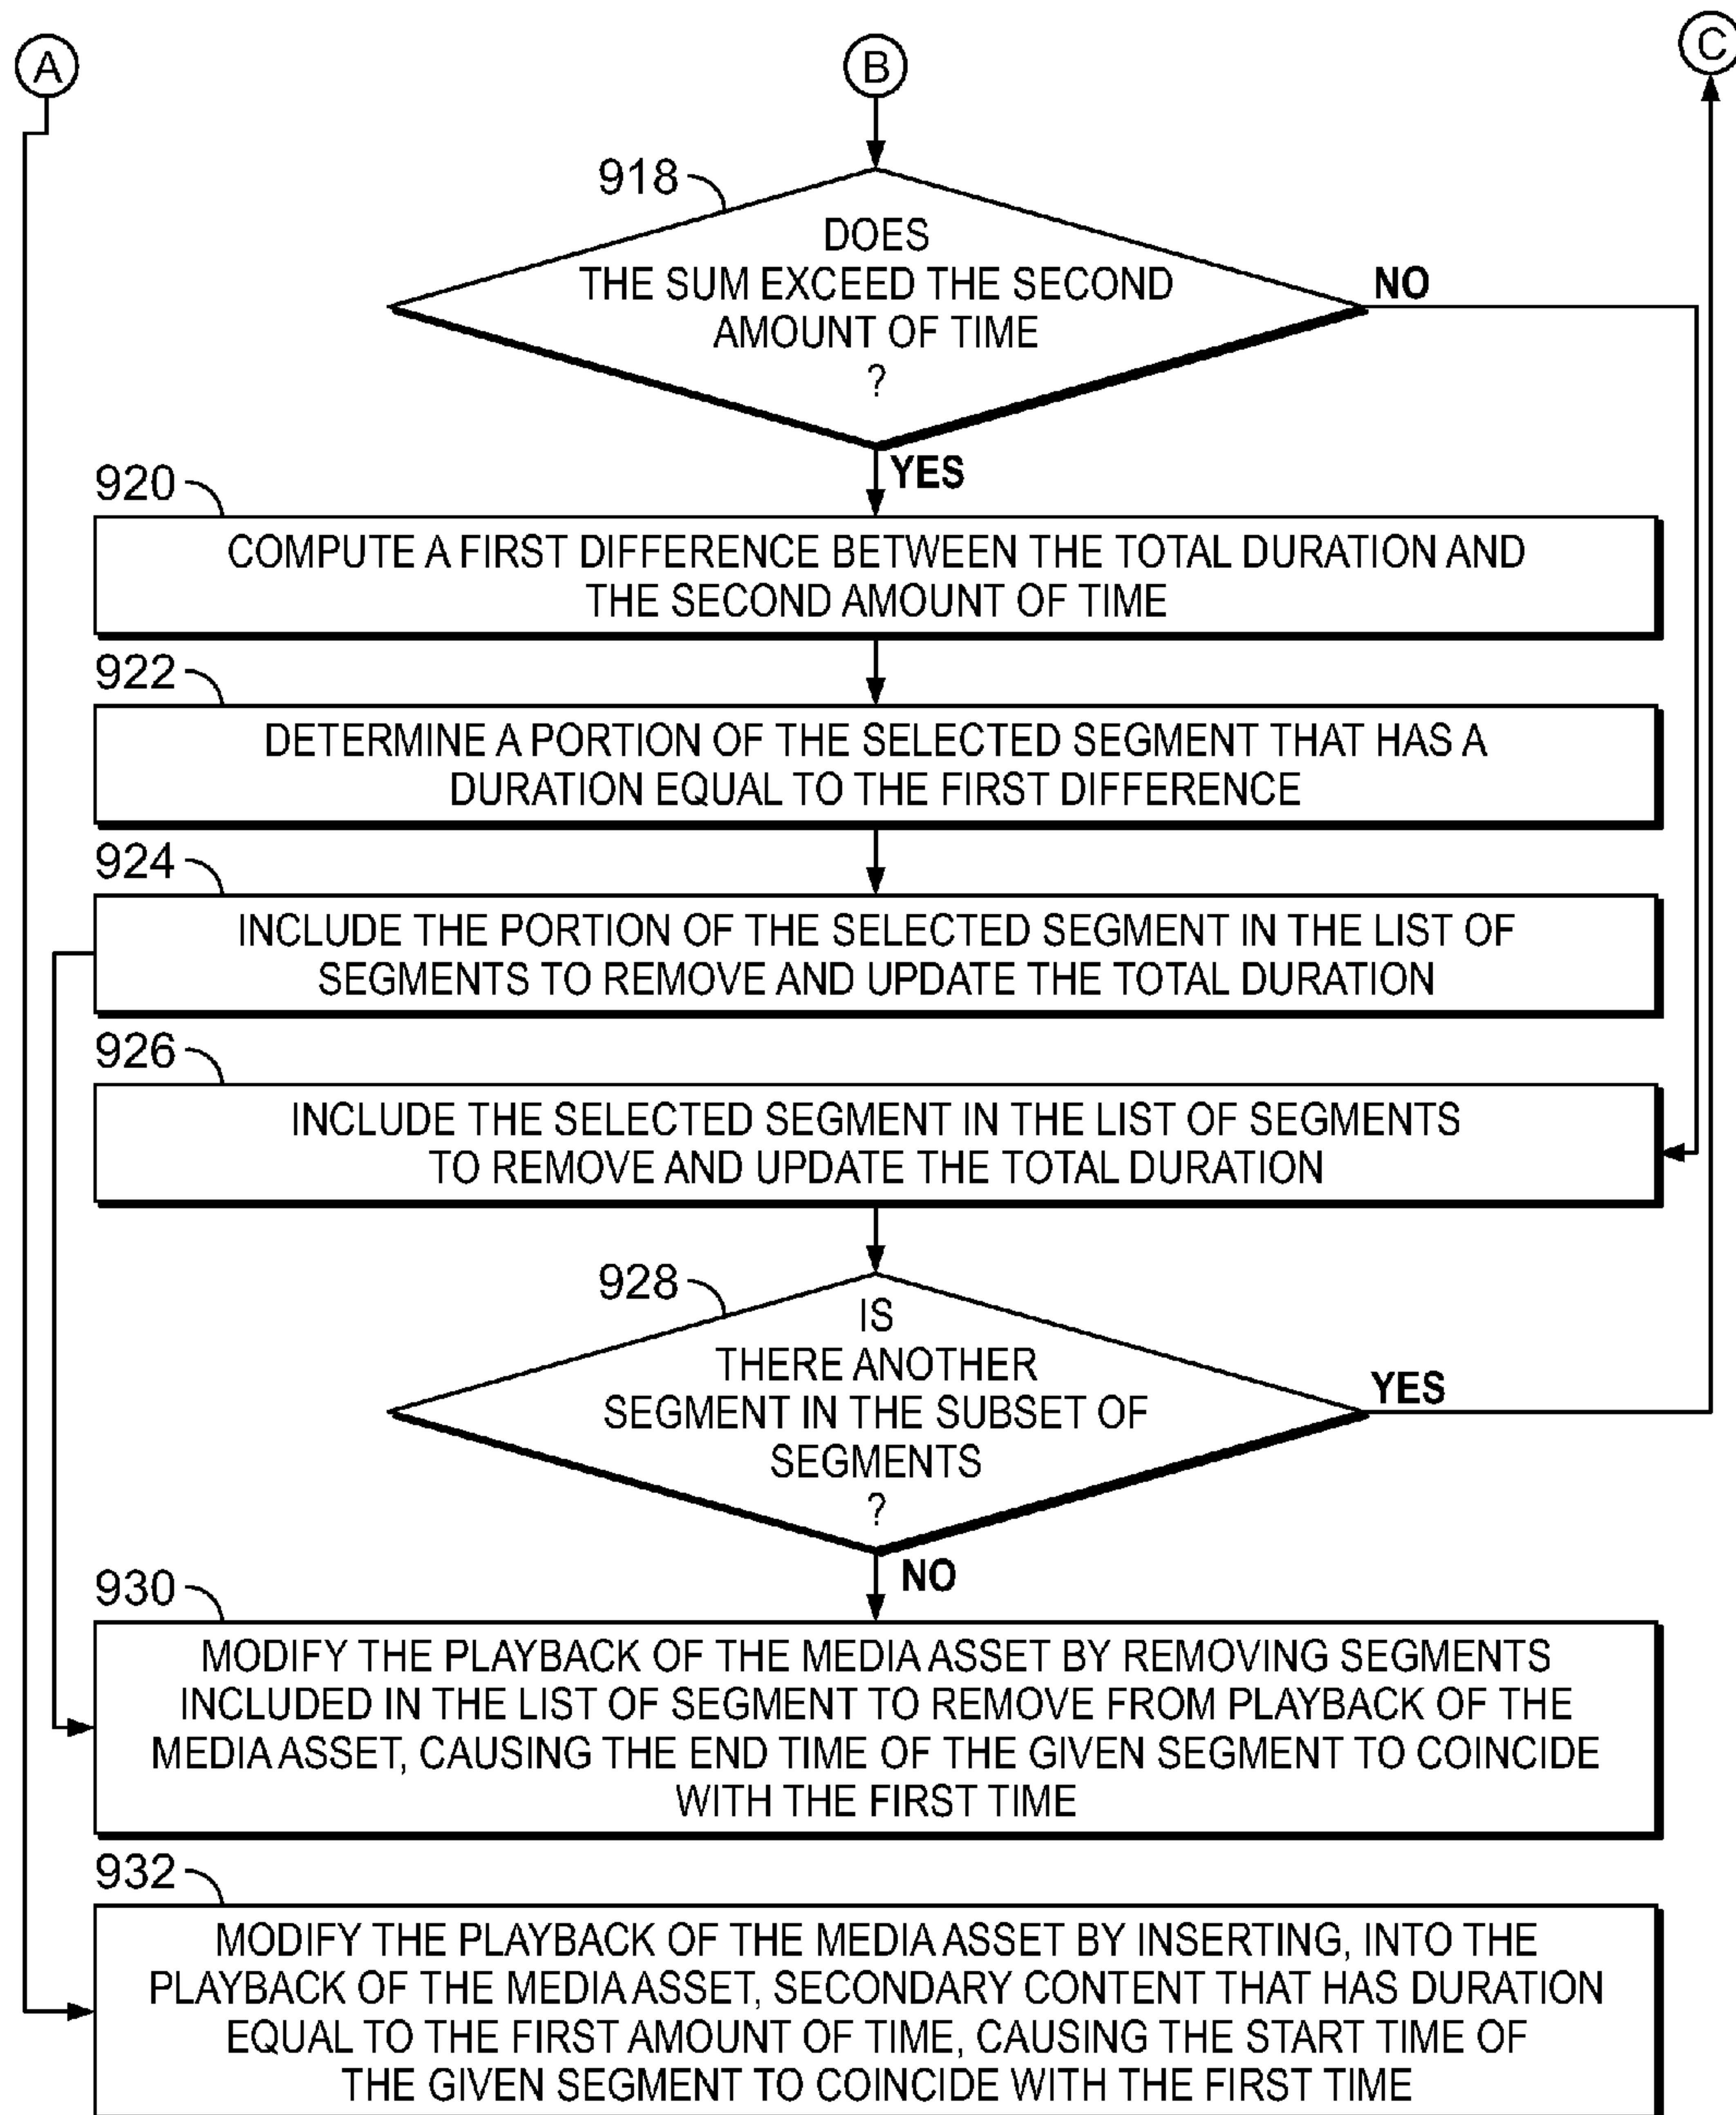 A
B
C
918
DOES
THE SUM EXCEED THE SECOND
AMOUNT OF TIME
?
NO
YES
920
COMPUTE A FIRST DIFFERENCE BETWEEN THE TOTAL DURATION AND
THE SECOND AMOUNT OF TIME
922
DETERMINE A PORTION OF THE SELECTED SEGMENT THAT HAS A
DURATION EQUAL TO THE FIRST DIFFERENCE
924
INCLUDE THE PORTION OF THE SELECTED SEGMENT IN THE LIST OF
SEGMENTS TO REMOVE AND UPDATE THE TOTAL DURATION
926
INCLUDE THE SELECTED SEGMENT IN THE LIST OF SEGMENTS
TO REMOVE AND UPDATE THE TOTAL DURATION
928
IS
THERE ANOTHER
SEGMENT IN THE SUBSET OF
SEGMENTS
?
YES
NO
930
MODIFY THE PLAYBACK OF THE MEDIA ASSET BY REMOVING SEGMENTS
INCLUDED IN THE LIST OF SEGMENT TO REMOVE FROM PLAYBACK OF THE
MEDIA ASSET, CAUSING THE END TIME OF THE GIVEN SEGMENT TO COINCIDE
WITH THE FIRST TIME
932
MODIFY THE PLAYBACK OF THE MEDIA ASSET BY INSERTING, INTO THE
PLAYBACK OF THE MEDIA ASSET, SECONDARY CONTENT THAT HAS DURATION
EQUAL TO THE FIRST AMOUNT OF TIME, CAUSING THE START TIME OF
THE GIVEN SEGMENT TO COINCIDE WITH THE FIRST TIME